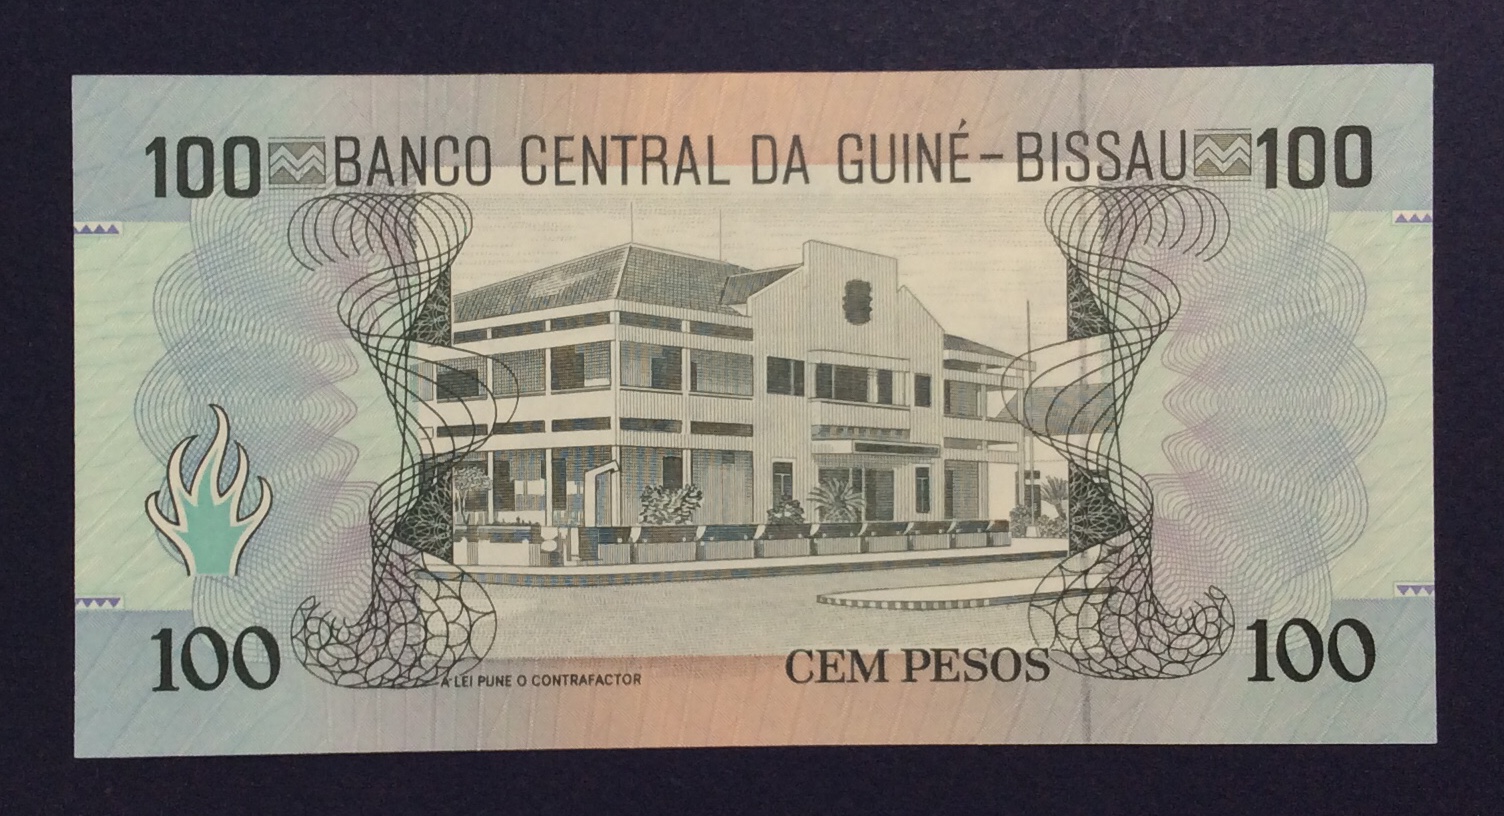 100 BANCO CENTRAL DA GUINÉ-BISSAU 100
100 A LEI PUNE O CONTRAFACTOR CEM PESOS 100